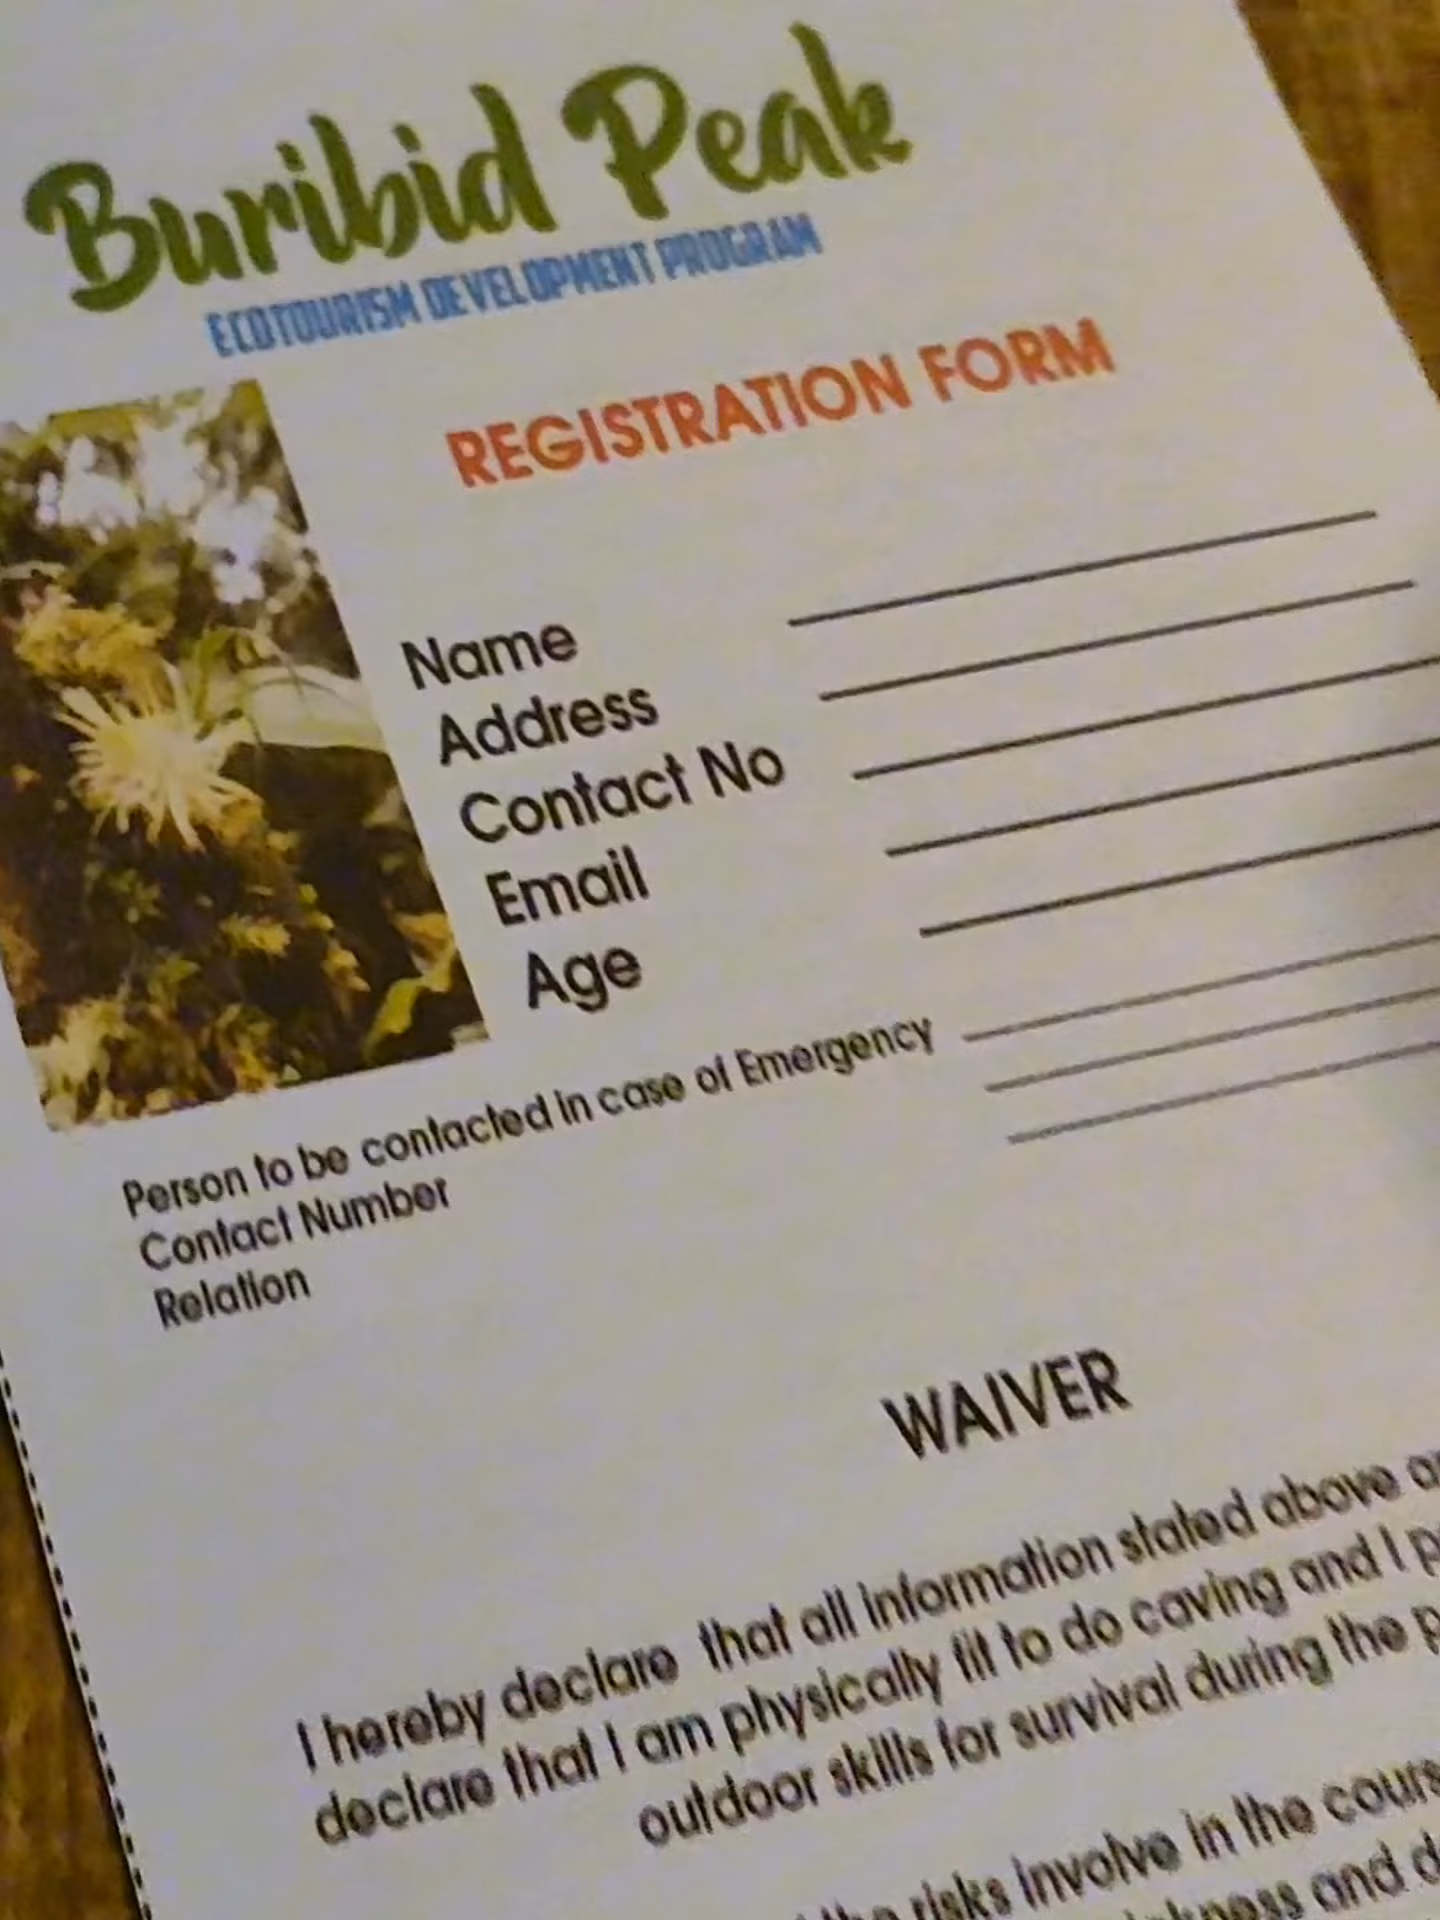 Buribid Peak
ECOTOURISM DEVELOPMENT PROGRAM
REGISTRATION FORM
Name
Address
Contact No
Email
Age
Person to be contacted in case of Emergency
Contact Number
Relation
WAIVER
I hereby declare that all information stated above
declare that I am physically fit to do caving and I
outdoor skills for survival during the
the risks involve in the
and